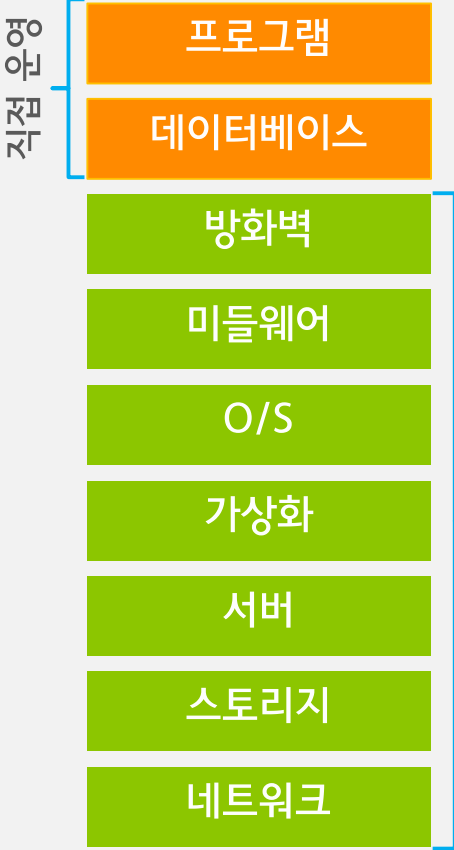 직접 운영
프로그램
데이터베이스
방화벽
미들웨어
O/S
가상화
서버
스토리지
네트워크